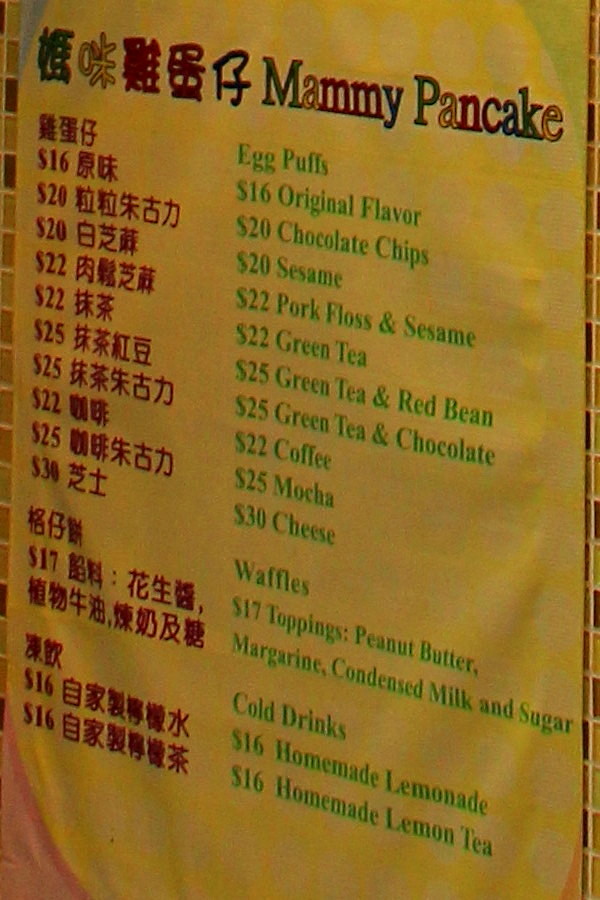 媽咪雞蛋仔 Mammy Pancake
雞蛋仔
$16 原味
$20 粒粒朱古力
$20 白芝蔴
$22 肉鬆芝蔴
$22 抹茶
$25 抹茶紅豆
$25 抹茶朱古力
$22 咖啡
$25 咖啡朱古力
$30 芝士
格仔餅
$17 餡料：花生醬,
植物牛油,煉奶及糖
凍飲
$16 自家製檸檬水
$16 自家製檸檬茶
Egg Puffs
$16 Original Flavor
$20 Chocolate Chips
$20 Sesame
$22 Pork Floss & Sesame
$22 Green Tea
$25 Green Tea & Red Bean
$25 Green Tea & Chocolate
$22 Coffee
$25 Mocha
$30 Cheese
Waffles
$17 Toppings: Peanut Butter,
Margarine, Condensed Milk and Sugar
Cold Drinks
$16 Homemade Lemonade
$16 Homemade Lemon Tea